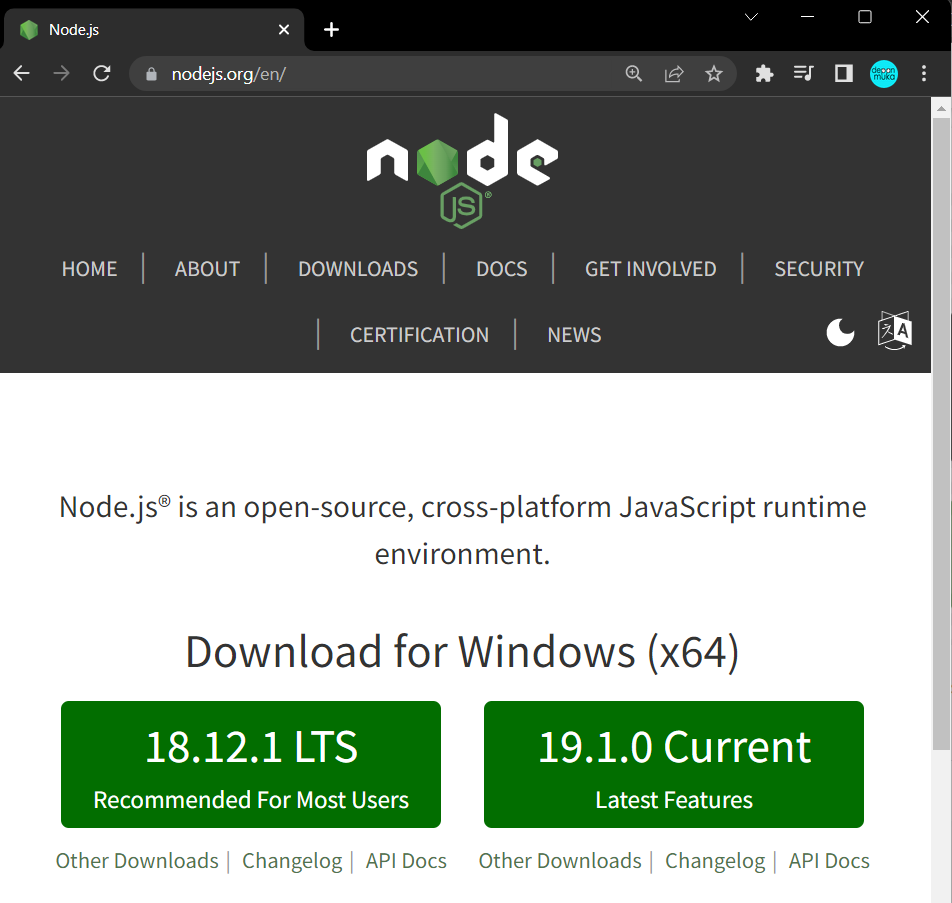 Node.js
nodejs.org/en/
depan
muka
node
JS®
HOME | ABOUT | DOWNLOADS | DOCS | GET INVOLVED | SECURITY
| CERTIFICATION | NEWS
Node.js® is an open-source, cross-platform JavaScript runtime
environment.
Download for Windows (x64)
18.12.1 LTS
Recommended For Most Users
Other Downloads | Changelog | API Docs
19.1.0 Current
Latest Features
Other Downloads | Changelog | API Docs